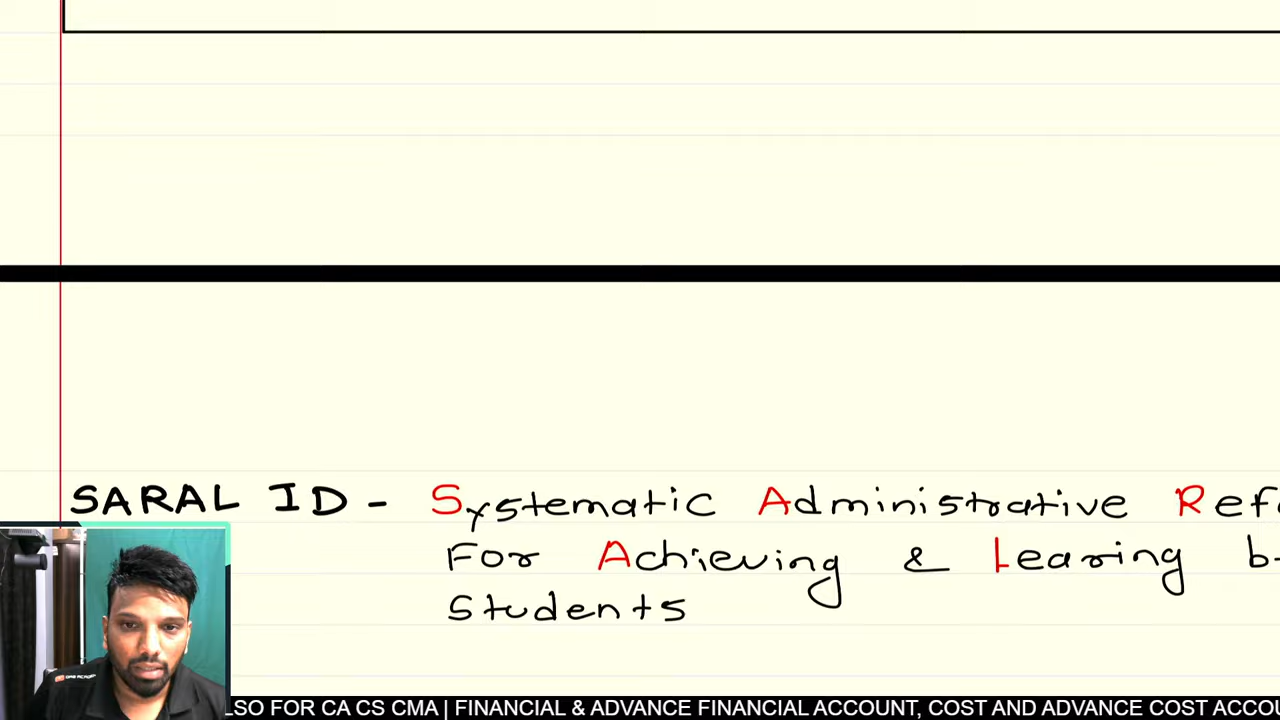 SARAL ID - Systematic Administrative Ref
For Achieving & Learing b
Students
LSO FOR CA CS CMA | FINANCIAL & ADVANCE FINANCIAL ACCOUNT, COST AND ADVANCE COST ACCOU